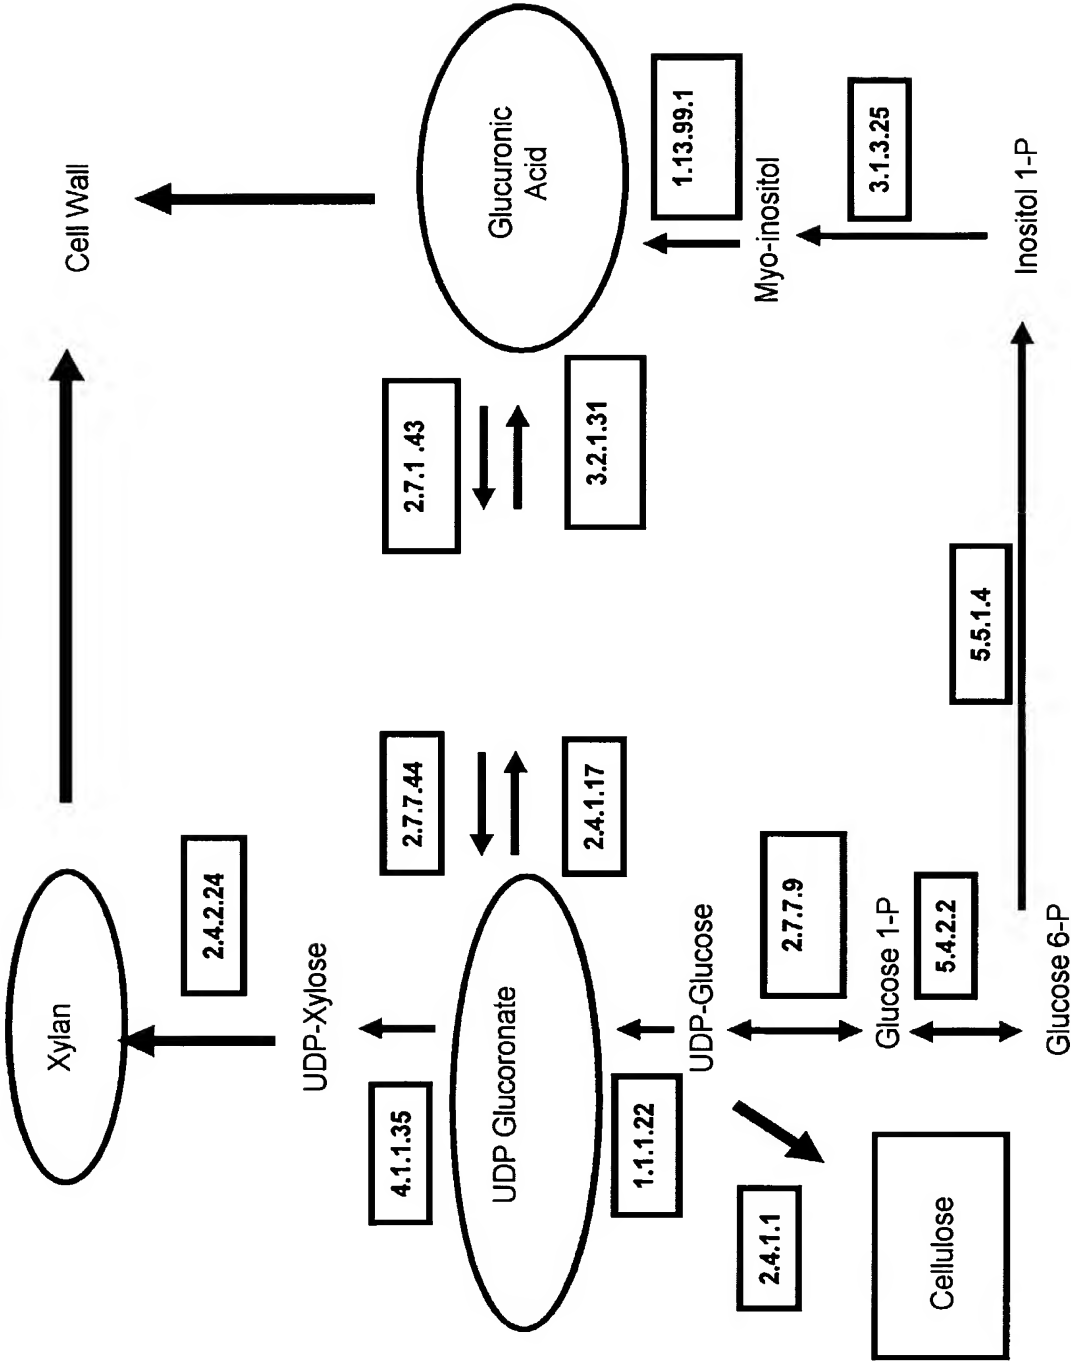 Xylan
Cell Wall
2.4.2.24
UDP-Xylose
4.1.1.35
2.7.7.44
2.7.1 .43
UDP Glucoronate
Glucuronic
Acid
2.4.1.17
3.2.1.31
1.1.1.22
UDP-Glucose
1.13.99.1
Myo-inositol
2.4.1.1
2.7.7.9
Glucose 1-P
3.1.3.25
Cellulose
5.4.2.2
5.5.1.4
Glucose 6-P
Inositol 1-P